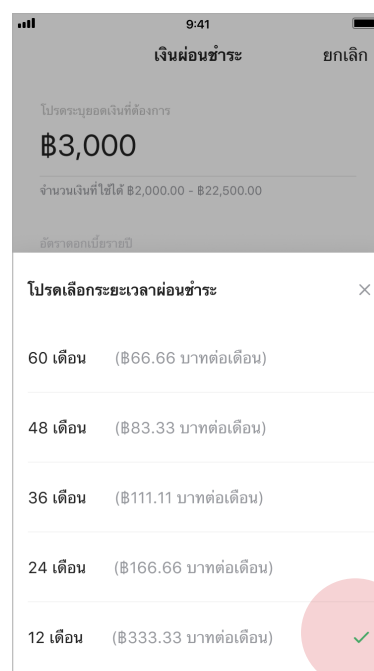 9:41
เงินผ่อนชำระ ยกเลิก
โปรดระบุยอดเงินที่ต้องการ
฿3,000
จำนวนเงินที่ใช้ได้ ฿2,000.00 - ฿22,500.00
อัตราดอกเบี้ยรายปี
โปรดเลือกระยะเวลาผ่อนชำระ
60 เดือน (฿66.66 บาทต่อเดือน)
48 เดือน (฿83.33 บาทต่อเดือน)
36 เดือน (฿111.11 บาทต่อเดือน)
24 เดือน (฿166.66 บาทต่อเดือน)
12 เดือน (฿333.33 บาทต่อเดือน)